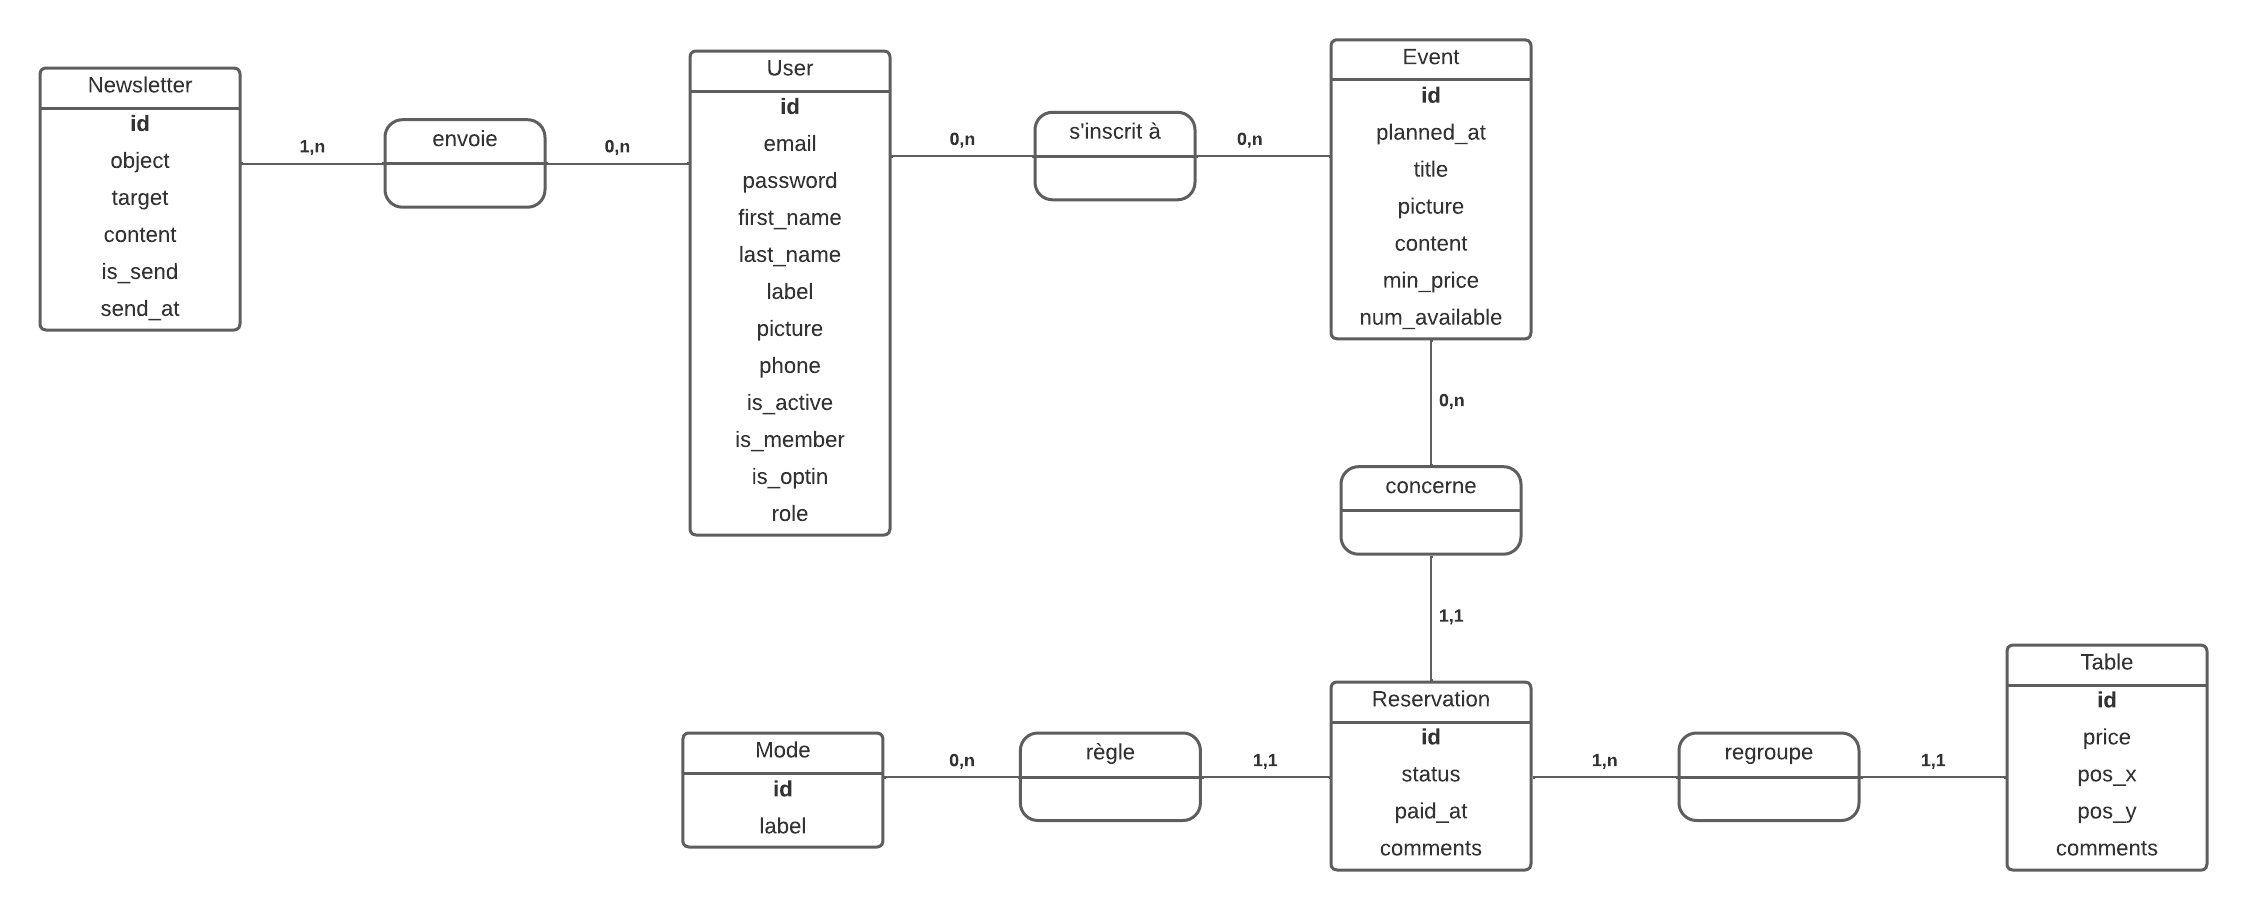 Newsletter
id
object
target
content
is_send
send_at
1,n
envoie
0,n
User
id
email
password
first_name
last_name
label
picture
phone
is_active
is_member
is_optin
role
0,n
s'inscrit à
0,n
Event
id
planned_at
title
picture
content
min_price
num_available
0,n
concerne
1,1
Mode
id
label
0,n
règle
1,1
Reservation
id
status
paid_at
comments
1,n
regroupe
1,1
Table
id
price
pos_x
pos_y
comments